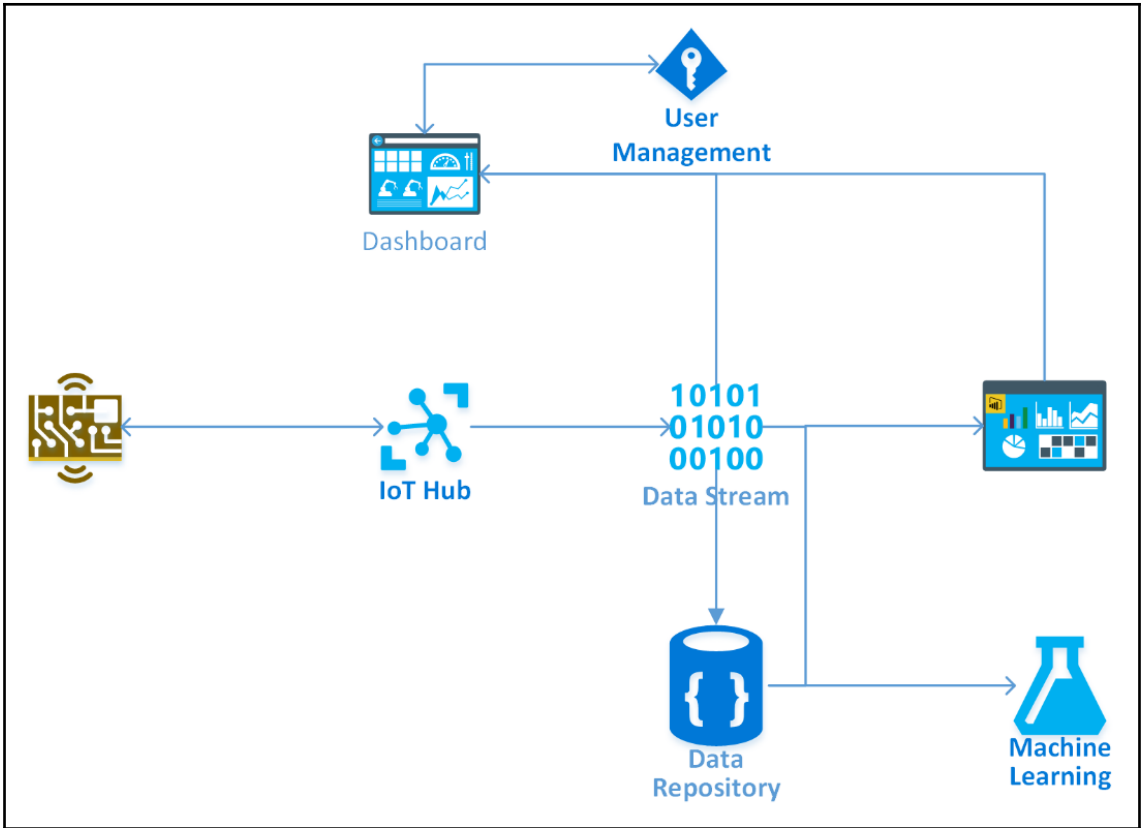 User
Management
Dashboard
10101
01010
00100
IoT Hub
Data Stream
{ }
Data
Repository
Machine
Learning